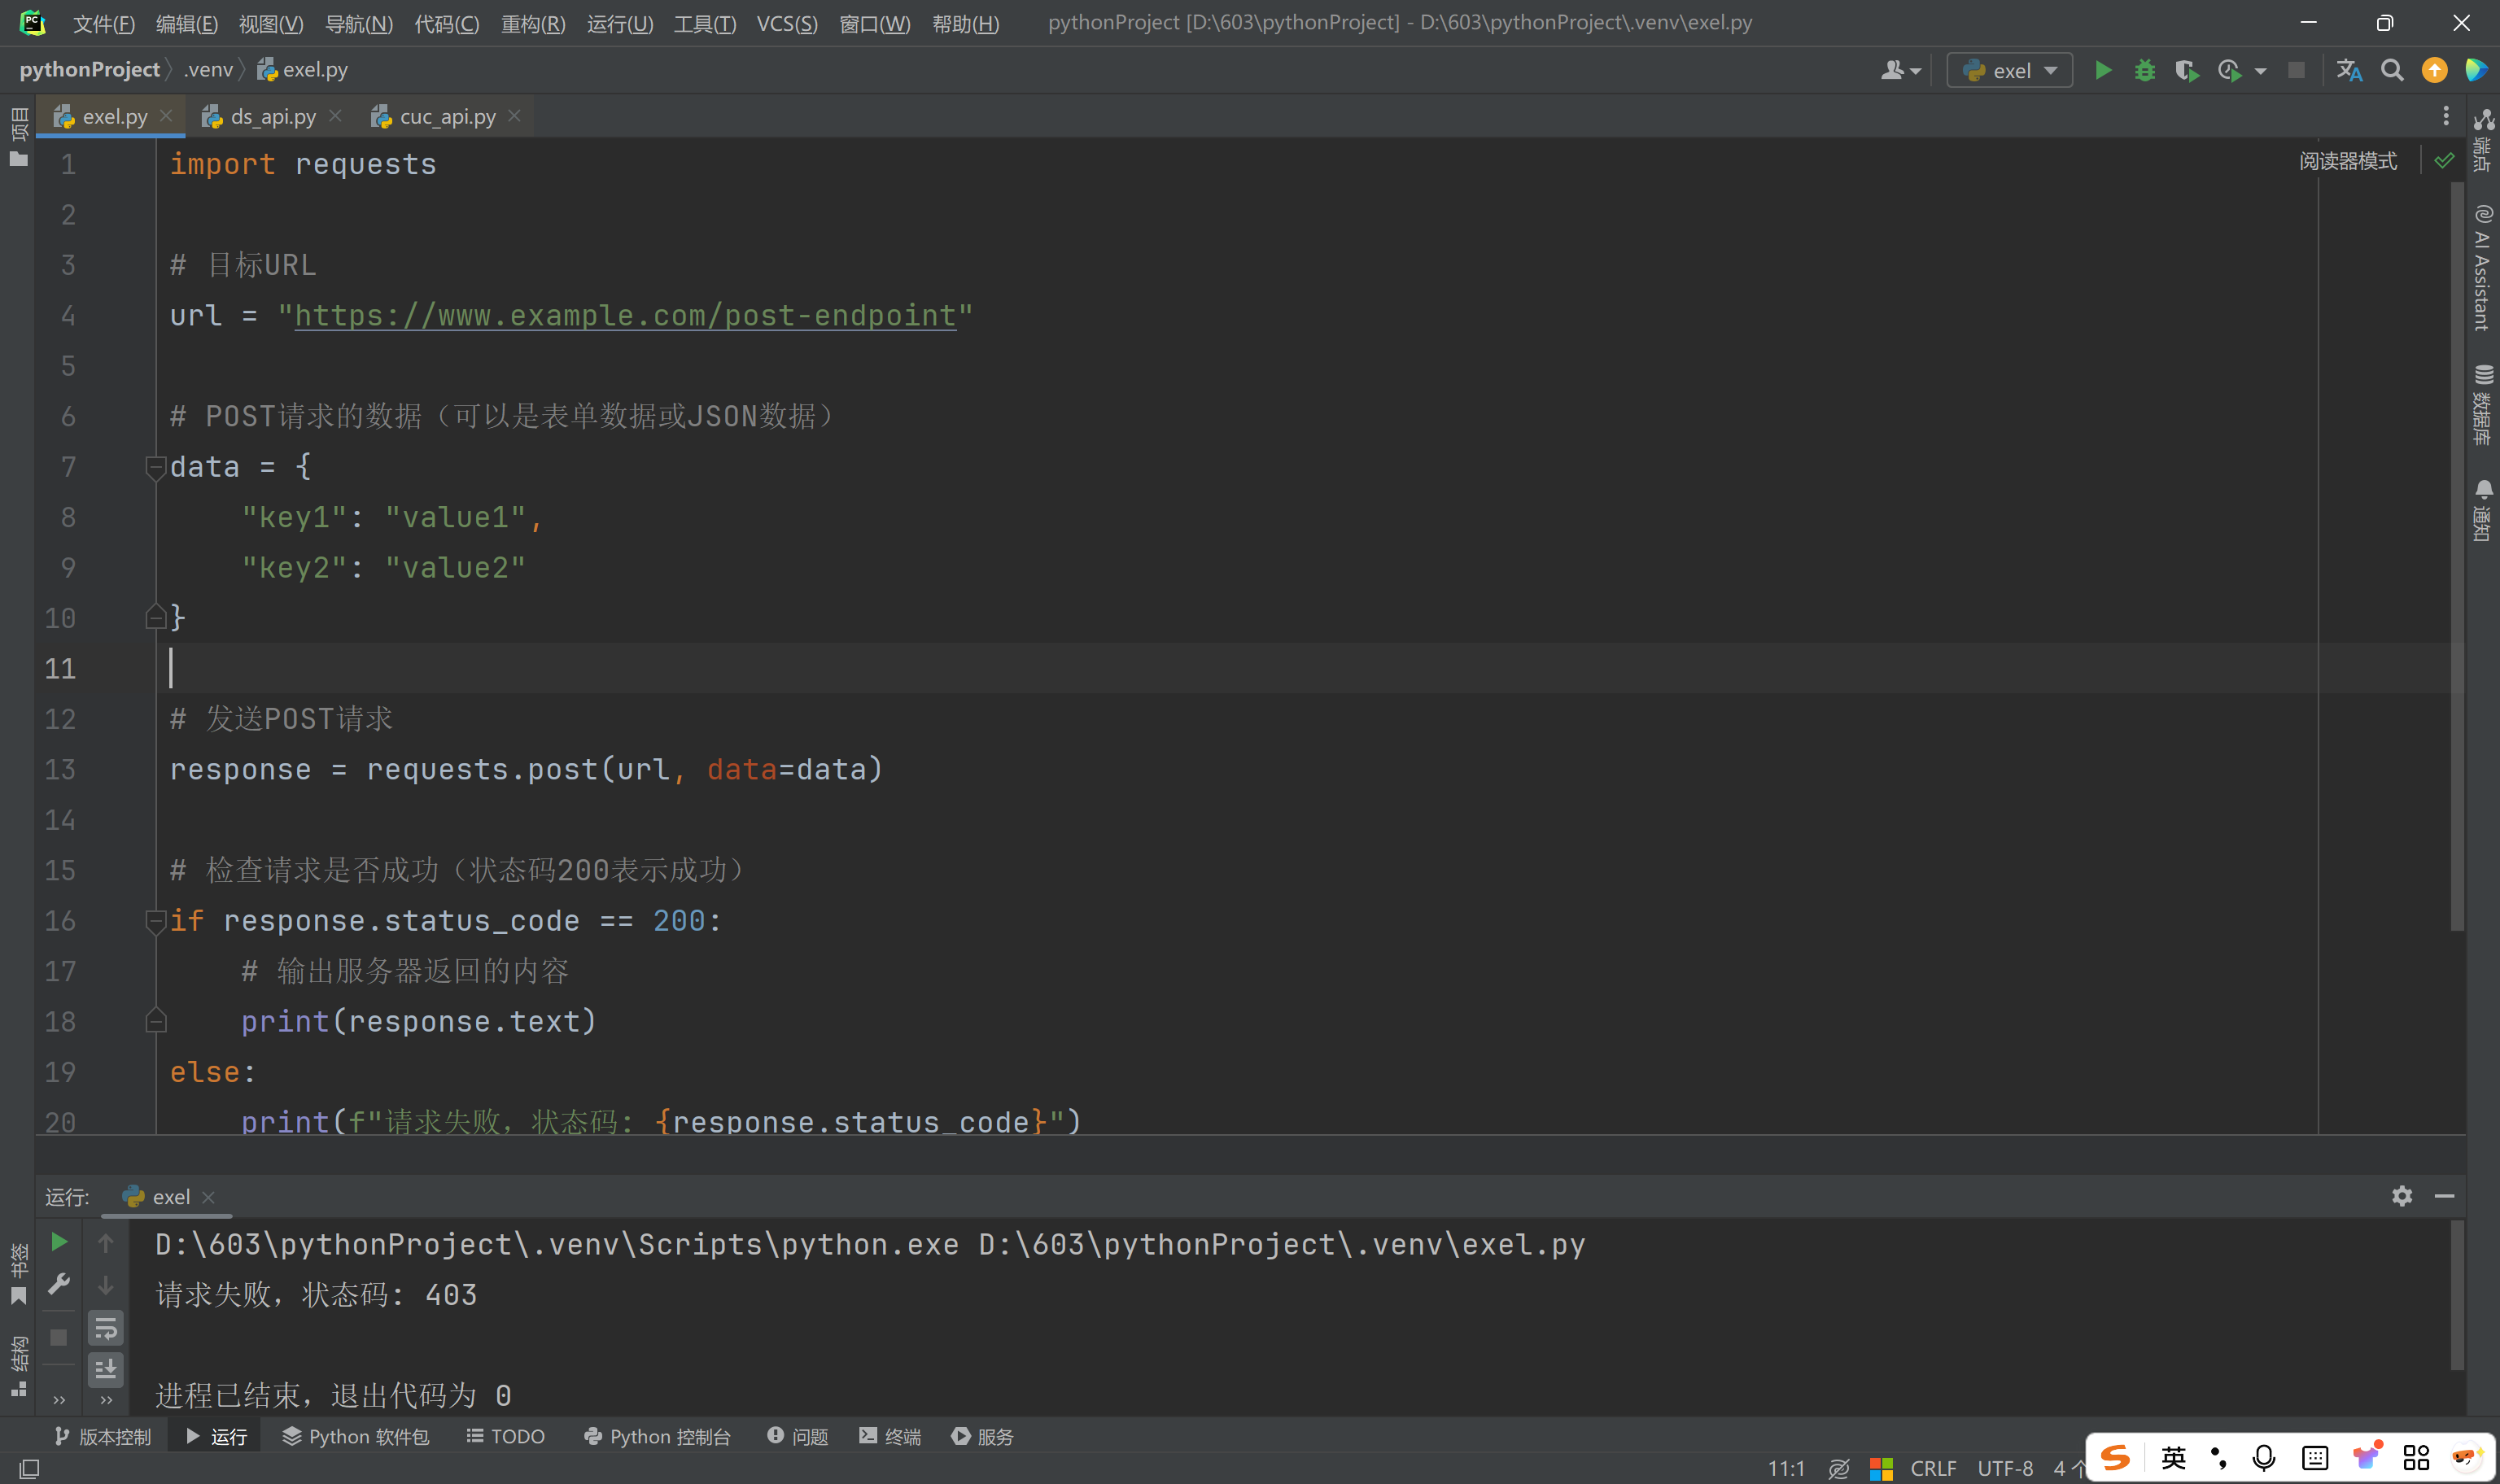 文件(F) 编辑(E) 视图(V) 导航(N) 代码(C) 重构(R) 运行(U) 工具(T) VCS(S) 窗口(W) 帮助(H) pythonProject [D:\603\pythonProject] - D:\603\pythonProject\.venv\exel.py
pythonProject .venv exel.py exel
exel.py ds_api.py cuc_api.py
项目
阅读器模式
端点
AI Assistant
数据库
通知
1 import requests
2
3 # 目标URL
4 url = "https://www.example.com/post-endpoint"
5
6 # POST请求的数据（可以是表单数据或JSON数据）
7 data = {
8 "key1": "value1",
9 "key2": "value2"
10 }
11
12 # 发送POST请求
13 response = requests.post(url, data=data)
14
15 # 检查请求是否成功（状态码200表示成功）
16 if response.status_code == 200:
17 # 输出服务器返回的内容
18 print(response.text)
19 else:
20 print(f"请求失败，状态码: {response.status_code}")
运行: exel
书签
结构
D:\603\pythonProject\.venv\Scripts\python.exe D:\603\pythonProject\.venv\exel.py
请求失败，状态码: 403
进程已结束，退出代码为 0
版本控制 运行 Python 软件包 TODO Python 控制台 问题 终端 服务
11:1 CRLF UTF-8 4 个
英